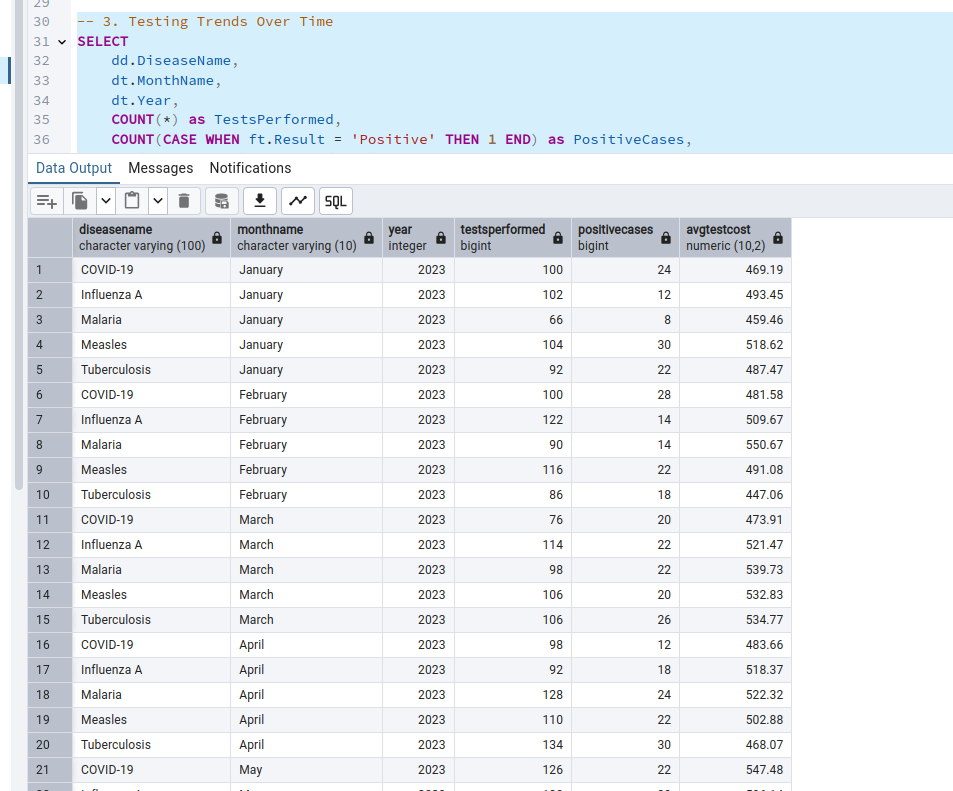 29
30 -- 3. Testing Trends Over Time
31 SELECT
32 dd.DiseaseName,
33 dt.MonthName,
34 dt.Year,
35 COUNT(*) as TestsPerformed,
36 COUNT(CASE WHEN ft.Result = 'Positive' THEN 1 END) as PositiveCases,
Data Output Messages Notifications
SQL
diseasename monthname year testsperformed positivecases avgtestcost
character varying (100) character varying (10) integer bigint bigint numeric (10,2)
1 COVID-19 January 2023 100 24 469.19
2 Influenza A January 2023 102 12 493.45
3 Malaria January 2023 66 8 459.46
4 Measles January 2023 104 30 518.62
5 Tuberculosis January 2023 92 22 487.47
6 COVID-19 February 2023 100 28 481.58
7 Influenza A February 2023 122 14 509.67
8 Malaria February 2023 90 14 550.67
9 Measles February 2023 116 22 491.08
10 Tuberculosis February 2023 86 18 447.06
11 COVID-19 March 2023 76 20 473.91
12 Influenza A March 2023 114 22 521.47
13 Malaria March 2023 98 22 539.73
14 Measles March 2023 106 20 532.83
15 Tuberculosis March 2023 106 26 534.77
16 COVID-19 April 2023 98 12 483.66
17 Influenza A April 2023 92 18 518.37
18 Malaria April 2023 128 24 522.32
19 Measles April 2023 110 22 502.88
20 Tuberculosis April 2023 134 30 468.07
21 COVID-19 May 2023 126 22 547.48